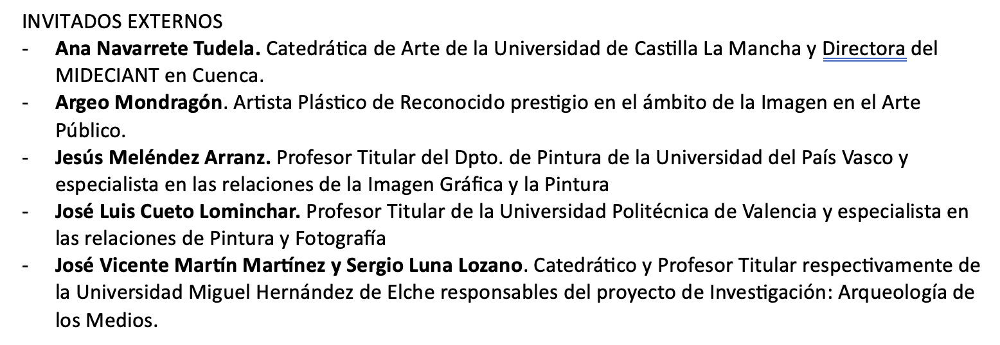 INVITADOS EXTERNOS
- Ana Navarrete Tudela. Catedrática de Arte de la Universidad de Castilla La Mancha y Directora del
MIDECIANT en Cuenca.
- Argeo Mondragón. Artista Plástico de Reconocido prestigio en el ámbito de la Imagen en el Arte
Público.
- Jesús Meléndez Arranz. Profesor Titular del Dpto. de Pintura de la Universidad del País Vasco y
especialista en las relaciones de la Imagen Gráfica y la Pintura
- José Luis Cueto Lominchar. Profesor Titular de la Universidad Politécnica de Valencia y especialista en
las relaciones de Pintura y Fotografía
- José Vicente Martín Martínez y Sergio Luna Lozano. Catedrático y Profesor Titular respectivamente de
la Universidad Miguel Hernández de Elche responsables del proyecto de Investigación: Arqueología de
los Medios.